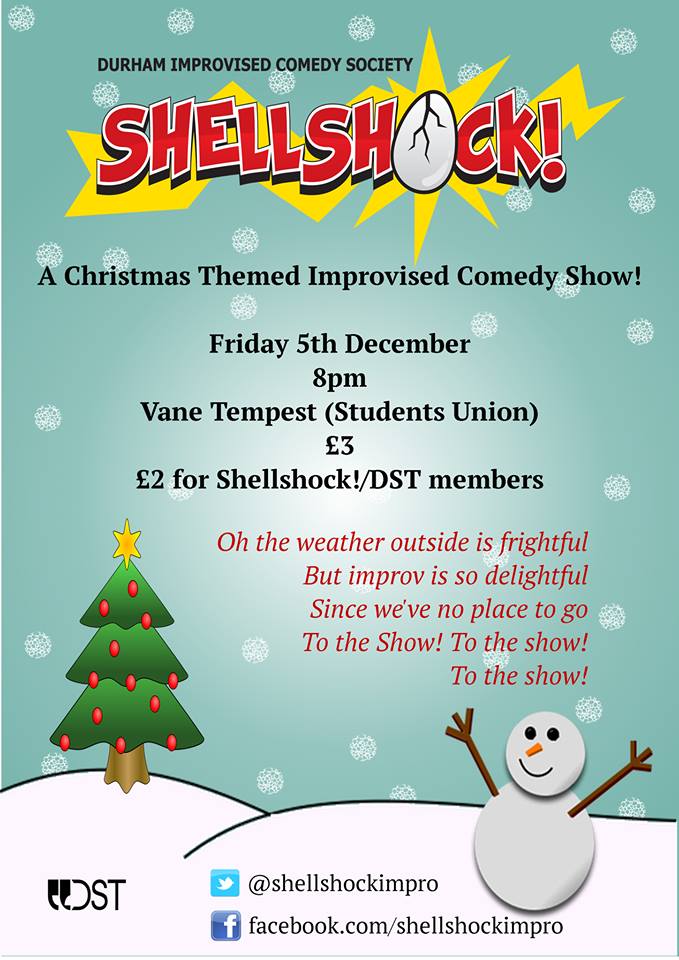 DURHAM IMPROVISED COMEDY SOCIETY
SHELLSHOCK!
A Christmas Themed Improvised Comedy Show!
Friday 5th December
8pm
Vane Tempest (Students Union)
£3
£2 for Shellshock!/DST members
Oh the weather outside is frightful
But improv is so delightful
Since we've no place to go
To the Show! To the show!
To the show!
DST
@shellshockimpro
facebook.com/shellshockimpro